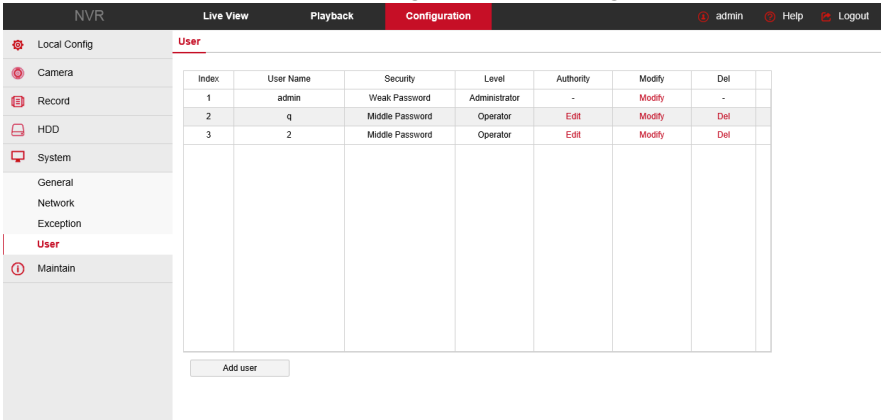 NVR Live View Playback Configuration admin Help Logout
Local Config
Camera
Record
HDD
System
General
Network
Exception
User
Maintain
User
Index User Name Security Level Authority Modify Del
1 admin Weak Password Administrator - Modify -
2 q Middle Password Operator Edit Modify Del
3 2 Middle Password Operator Edit Modify Del
Add user